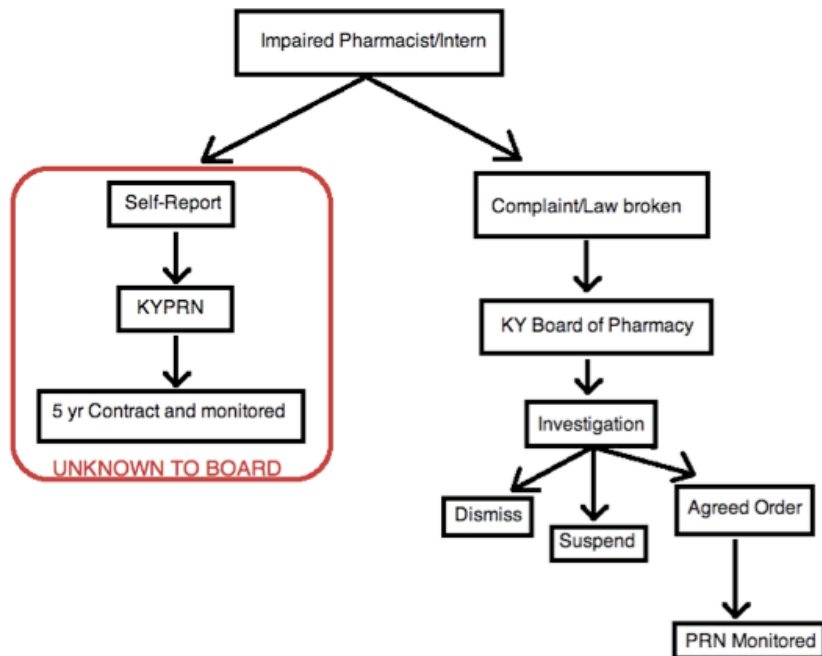 Impaired Pharmacist/Intern
Self-Report
KYPRN
5 yr Contract and monitored
UNKNOWN TO BOARD
Complaint/Law broken
KY Board of Pharmacy
Investigation
Dismiss
Suspend
Agreed Order
PRN Monitored